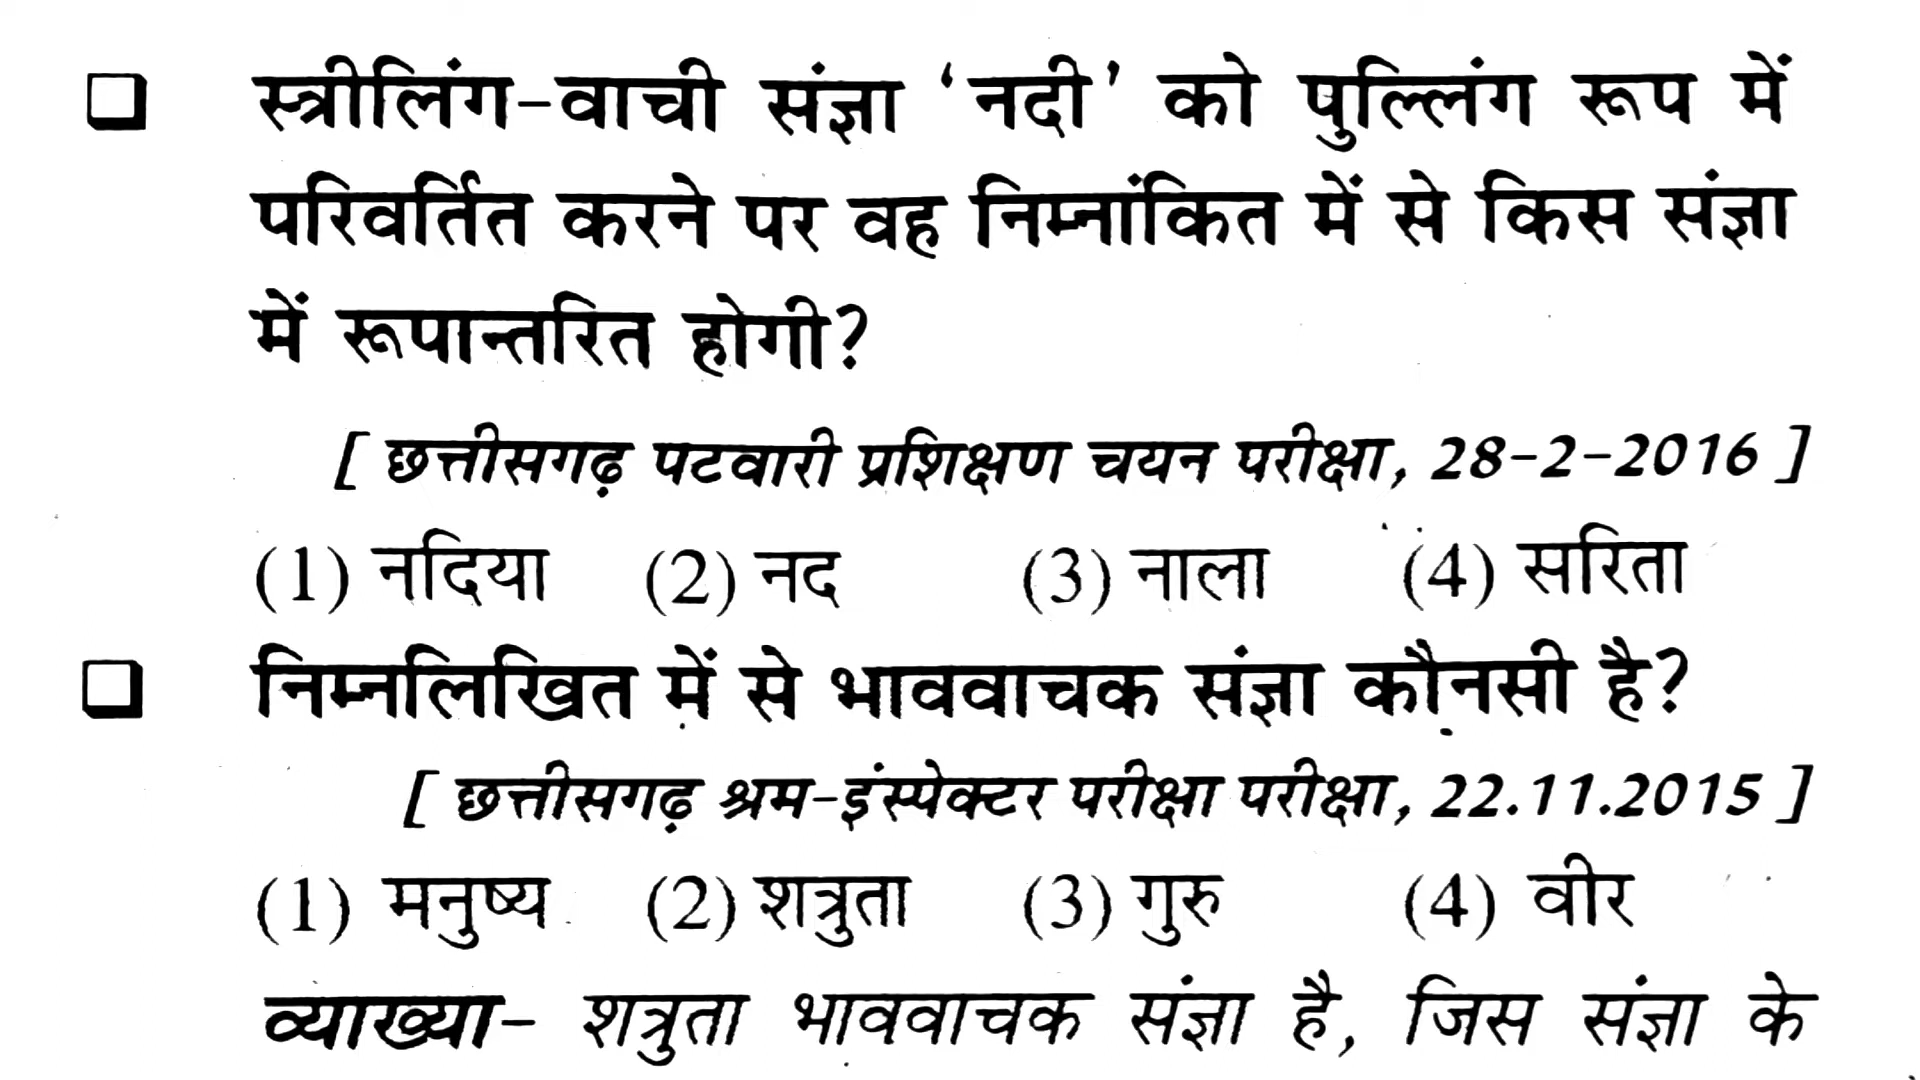 ❑ स्त्रीलिंग-वाची संज्ञा ‘नदी’ को पुल्लिंग रूप में
परिवर्तित करने पर वह निम्नांकित में से किस संज्ञा
में रूपान्तरित होगी?
[ छत्तीसगढ़ पटवारी प्रशिक्षण चयन परीक्षा, 28-2-2016 ]
(1) नदिया (2) नद (3) नाला (4) सरिता
❑ निम्नलिखित में से भाववाचक संज्ञा कौनसी है?
[ छत्तीसगढ़ श्रम-इंस्पेक्टर परीक्षा परीक्षा, 22.11.2015 ]
(1) मनुष्य (2) शत्रुता (3) गुरु (4) वीर
व्याख्या- शत्रुता भाववाचक संज्ञा है, जिस संज्ञा के